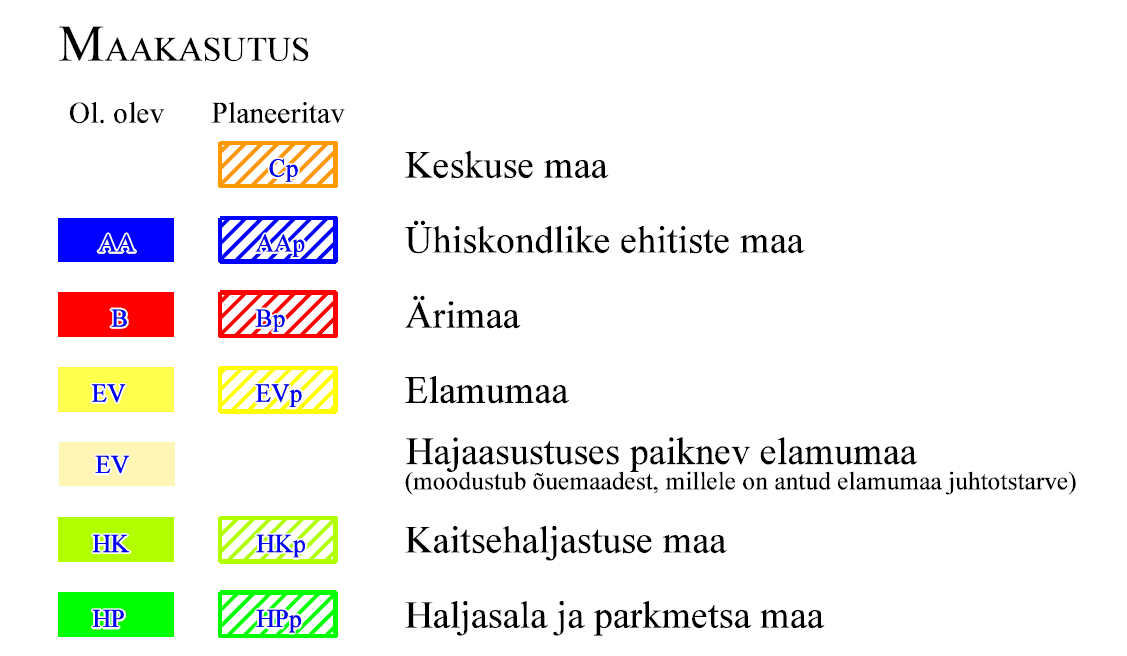 MAAKASUTUS
Ol. olev Planeeritav
Cp Keskuse maa
AA AAp Ühiskondlike ehitiste maa
B Bp Ärimaa
EV EVp Elamumaa
EV Hajaasustuses paiknev elamumaa
(moodustub õuemaadest, millele on antud elamumaa juhtotstarve)
HK HKp Kaitsehaljastuse maa
HP HPp Haljasala ja parkmetsa maa